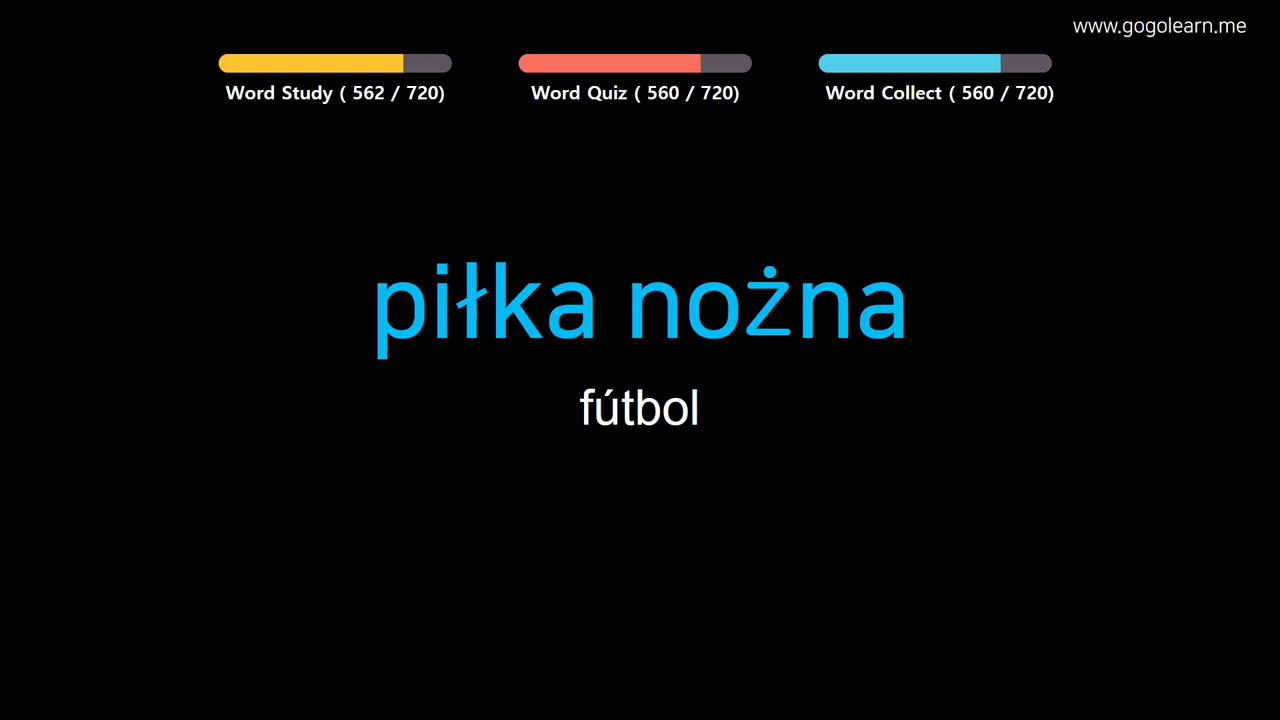 www.gogolearn.me
Word Study ( 562 / 720)
Word Quiz ( 560 / 720)
Word Collect ( 560 / 720)
piłka nożna
fútbol